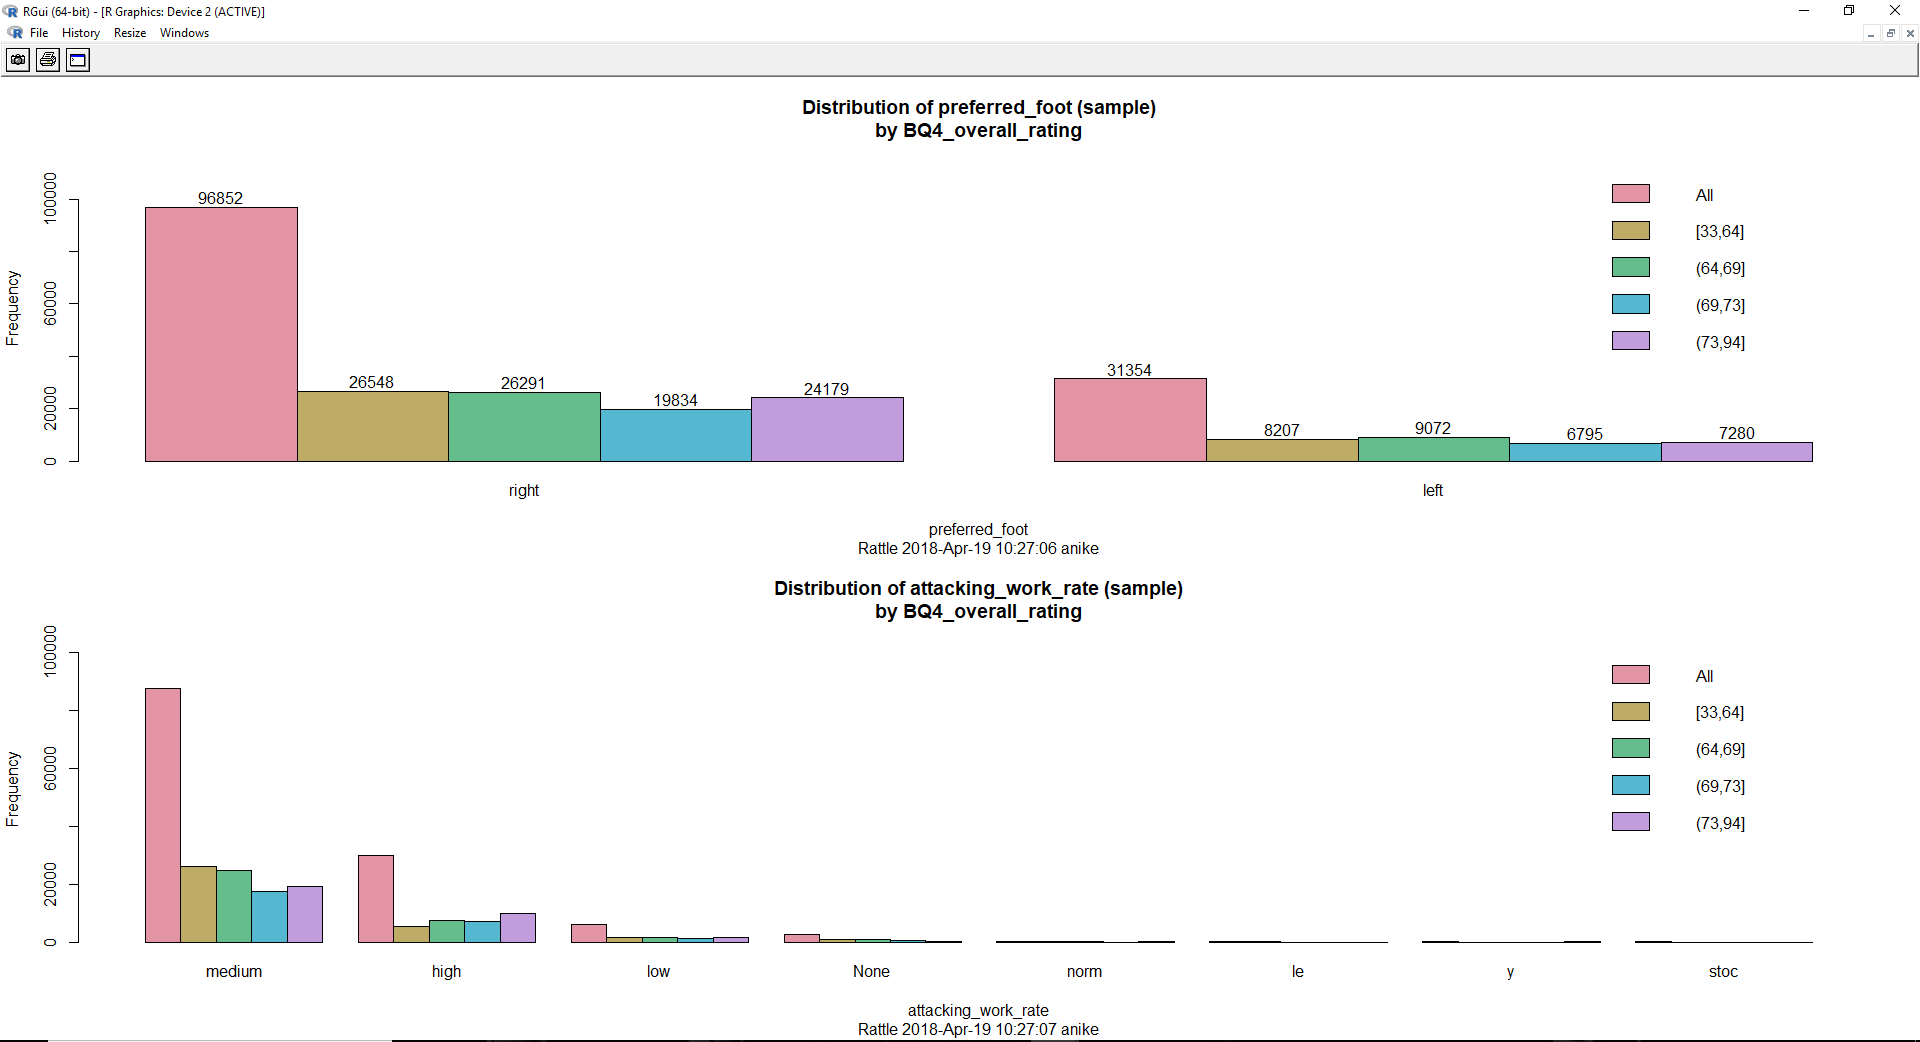 RGui (64-bit) - [R Graphics: Device 2 (ACTIVE)]
File History Resize Windows
Distribution of preferred_foot (sample)
by BQ4_overall_rating
Frequency
100000
60000
20000
0
96852
26548
26291
19834
24179
31354
8207
9072
6795
7280
All
[33,64]
(64,69]
(69,73]
(73,94]
right
left
preferred_foot
Rattle 2018-Apr-19 10:27:06 anike
Distribution of attacking_work_rate (sample)
by BQ4_overall_rating
Frequency
100000
60000
20000
0
All
[33,64]
(64,69]
(69,73]
(73,94]
medium
high
low
None
norm
le
y
stoc
attacking_work_rate
Rattle 2018-Apr-19 10:27:07 anike